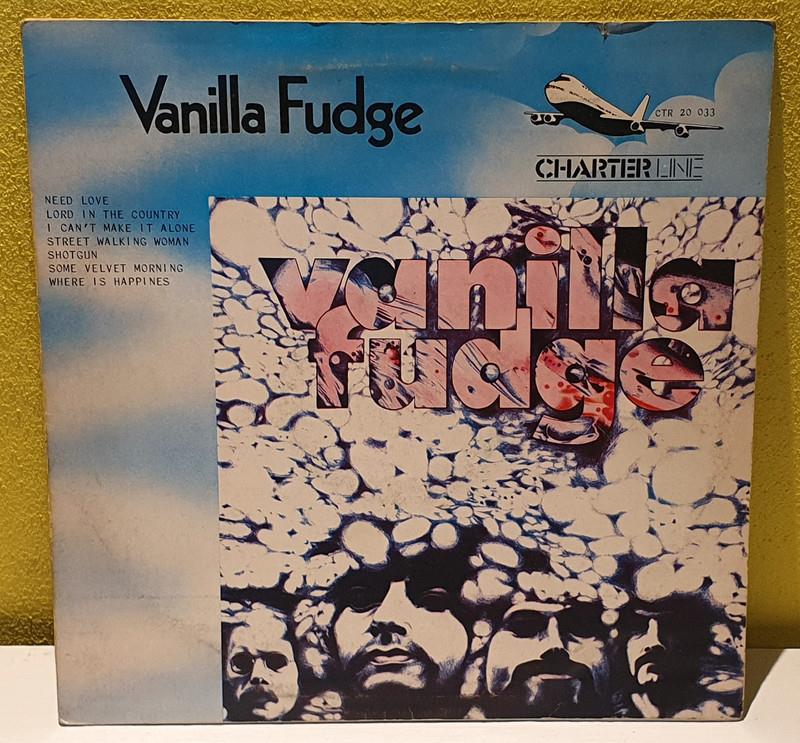 Vanilla Fudge
CTR 20 033
CHARTER LINE
NEED LOVE
LORD IN THE COUNTRY
I CAN'T MAKE IT ALONE
STREET WALKING WOMAN
SHOTGUN
SOME VELVET MORNING
WHERE IS HAPPINES
vanilla
fudge